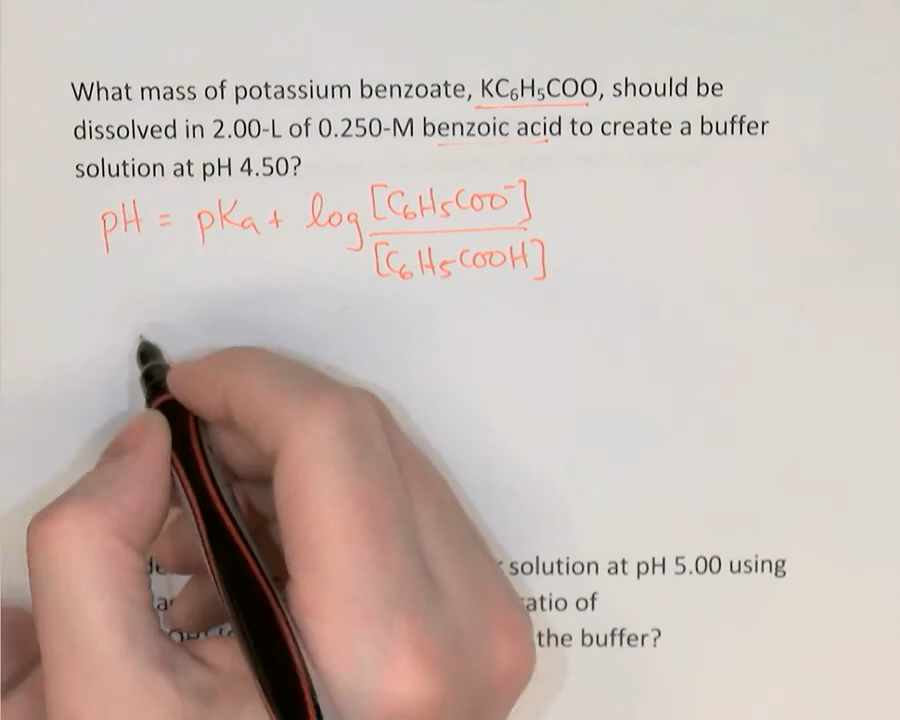 What mass of potassium benzoate, KC₆H₅COO, should be
dissolved in 2.00-L of 0.250-M benzoic acid to create a buffer
solution at pH 4.50?
pH = pKa + log [C₆H₅COO⁻]
[C₆H₅COOH]
solution at pH 5.00 using
of
the buffer?